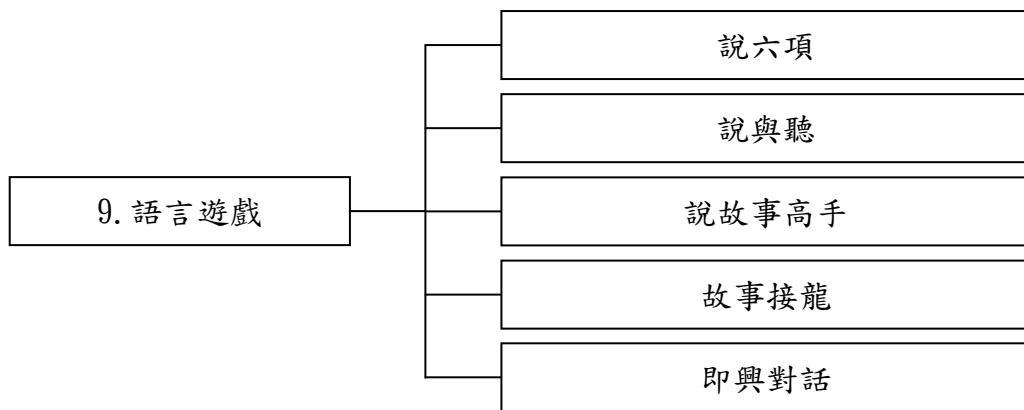 9.語言遊戲
說六項
說與聽
說故事高手
故事接龍
即興對話